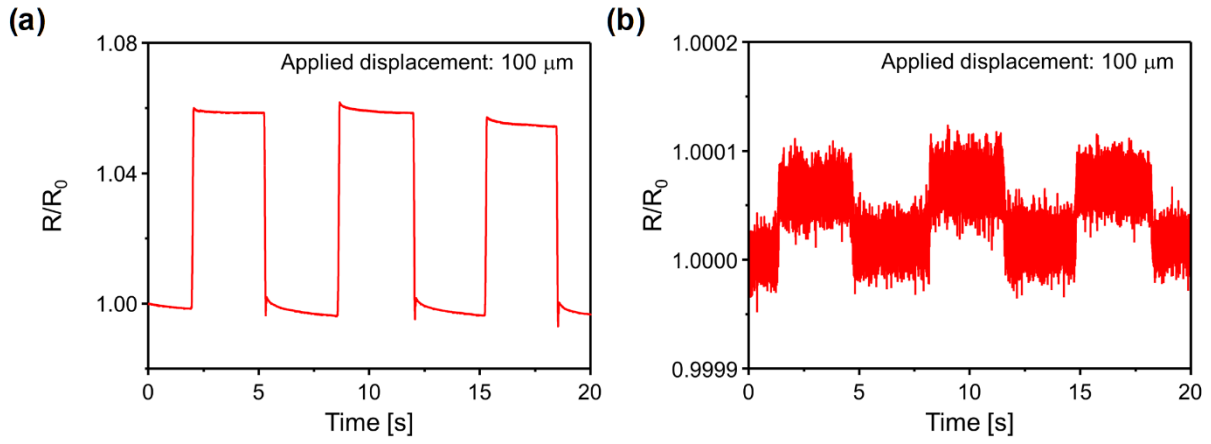 (a)
Applied displacement: 100 μm
1.08
1.04
1.00
R/R₀
0
5
10
15
20
Time [s]
(b)
Applied displacement: 100 μm
1.0002
1.0001
1.0000
0.9999
R/R₀
0
5
10
15
20
Time [s]